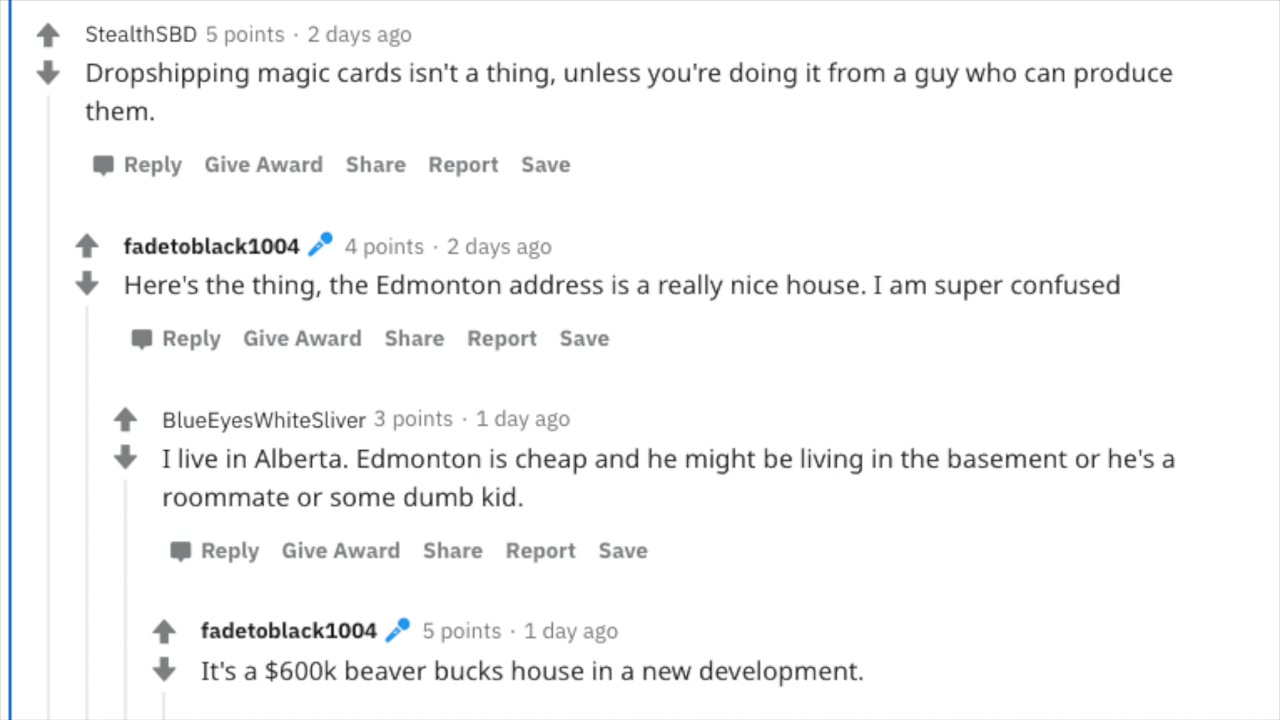 StealthSBD 5 points · 2 days ago
Dropshipping magic cards isn't a thing, unless you're doing it from a guy who can produce
them.
Reply Give Award Share Report Save
fadetoblack1004 4 points · 2 days ago
Here's the thing, the Edmonton address is a really nice house. I am super confused
Reply Give Award Share Report Save
BlueEyesWhiteSliver 3 points · 1 day ago
I live in Alberta. Edmonton is cheap and he might be living in the basement or he's a
roommate or some dumb kid.
Reply Give Award Share Report Save
fadetoblack1004 5 points · 1 day ago
It's a $600k beaver bucks house in a new development.